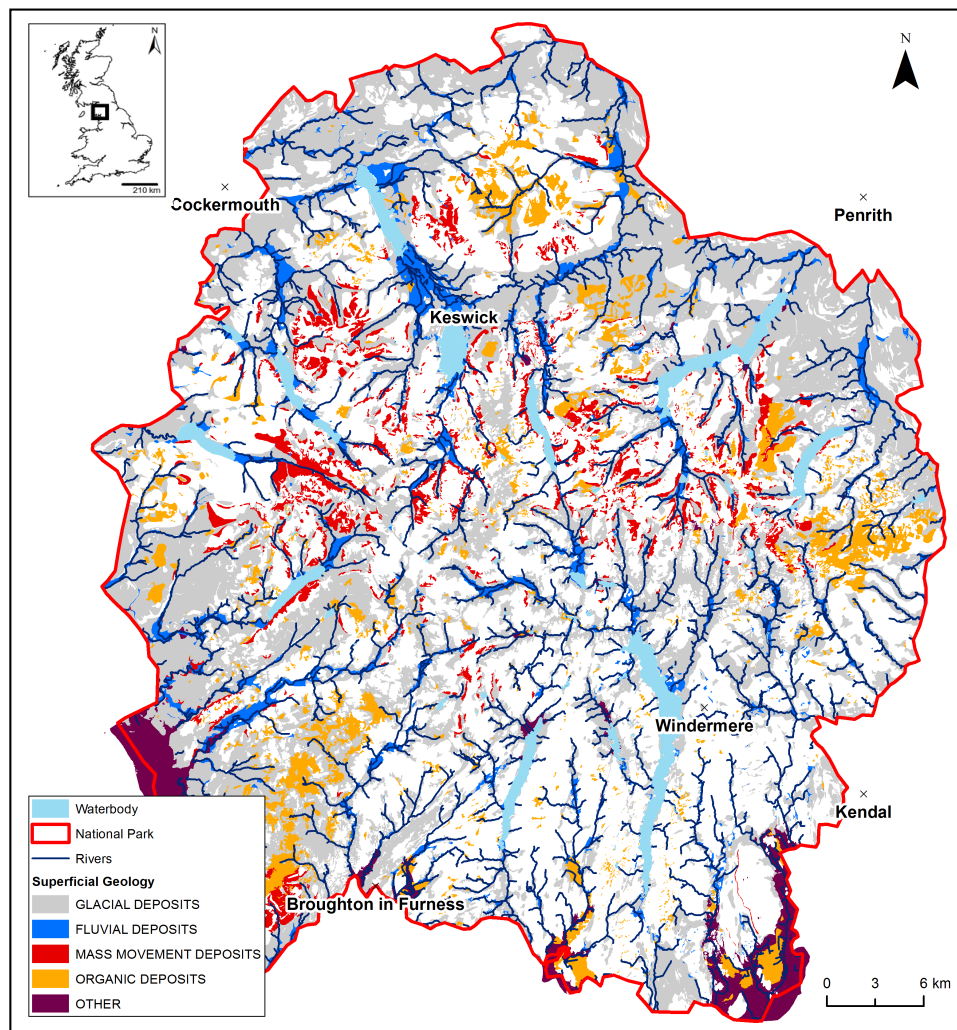 N
210 km
N
Cockermouth
Penrith
Keswick
Windermere
Kendal
Broughton in Furness
Waterbody
National Park
Rivers
Superficial Geology
GLACIAL DEPOSITS
FLUVIAL DEPOSITS
MASS MOVEMENT DEPOSITS
ORGANIC DEPOSITS
OTHER
0 3 6 km